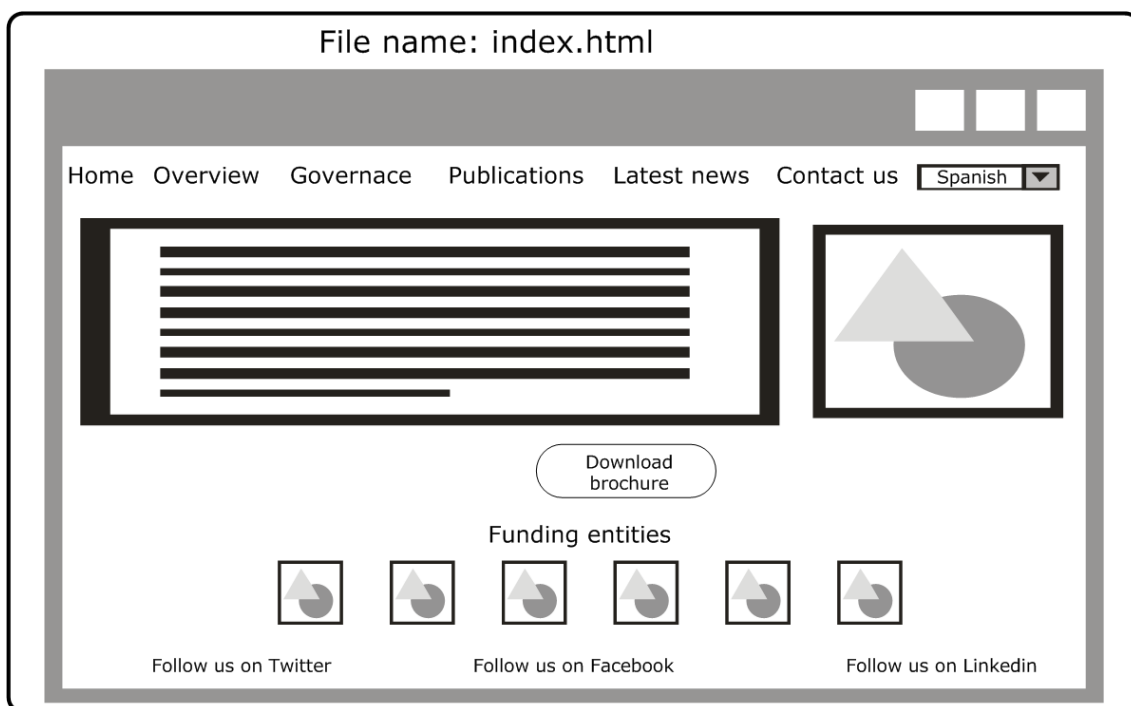 File name: index.html
Home Overview Governace Publications Latest news Contact us Spanish
Download
brochure
Funding entities
Follow us on Twitter Follow us on Facebook Follow us on Linkedin